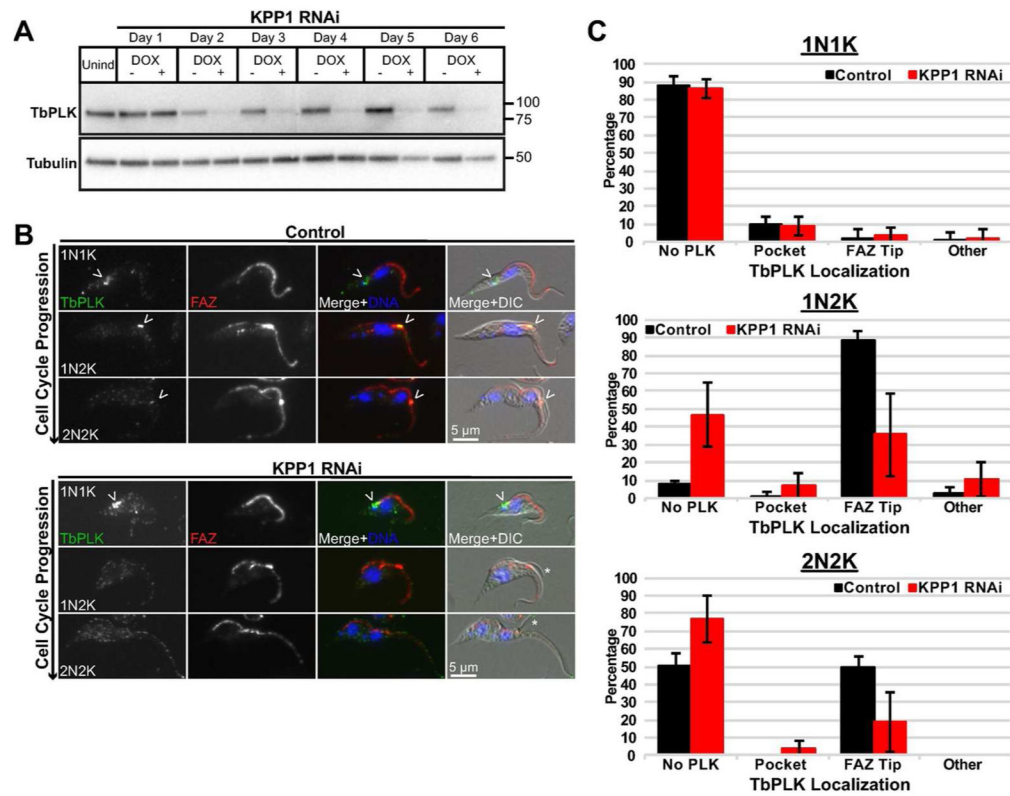 KPP1 RNAi
A
Day 1 Day 2 Day 3 Day 4 Day 5 Day 6
Unind DOX DOX DOX DOX DOX DOX
- + - + - + - + - + - +
TbPLK
100
75
Tubulin
50
B
Control
Cell Cycle Progression
1N1K
TbPLK FAZ Merge+DNA Merge+DIC
1N2K
2N2K
5 µm
KPP1 RNAi
Cell Cycle Progression
1N1K
TbPLK FAZ Merge+DNA Merge+DIC
1N2K
*
2N2K
*
5 µm
C
1N1K
Control KPP1 RNAi
Percentage
100
90
80
70
60
50
40
30
20
10
0
No PLK Pocket FAZ Tip Other
TbPLK Localization
1N2K
Control KPP1 RNAi
Percentage
100
90
80
70
60
50
40
30
20
10
0
No PLK Pocket FAZ Tip Other
TbPLK Localization
2N2K
Control KPP1 RNAi
Percentage
100
90
80
70
60
50
40
30
20
10
0
No PLK Pocket FAZ Tip Other
TbPLK Localization